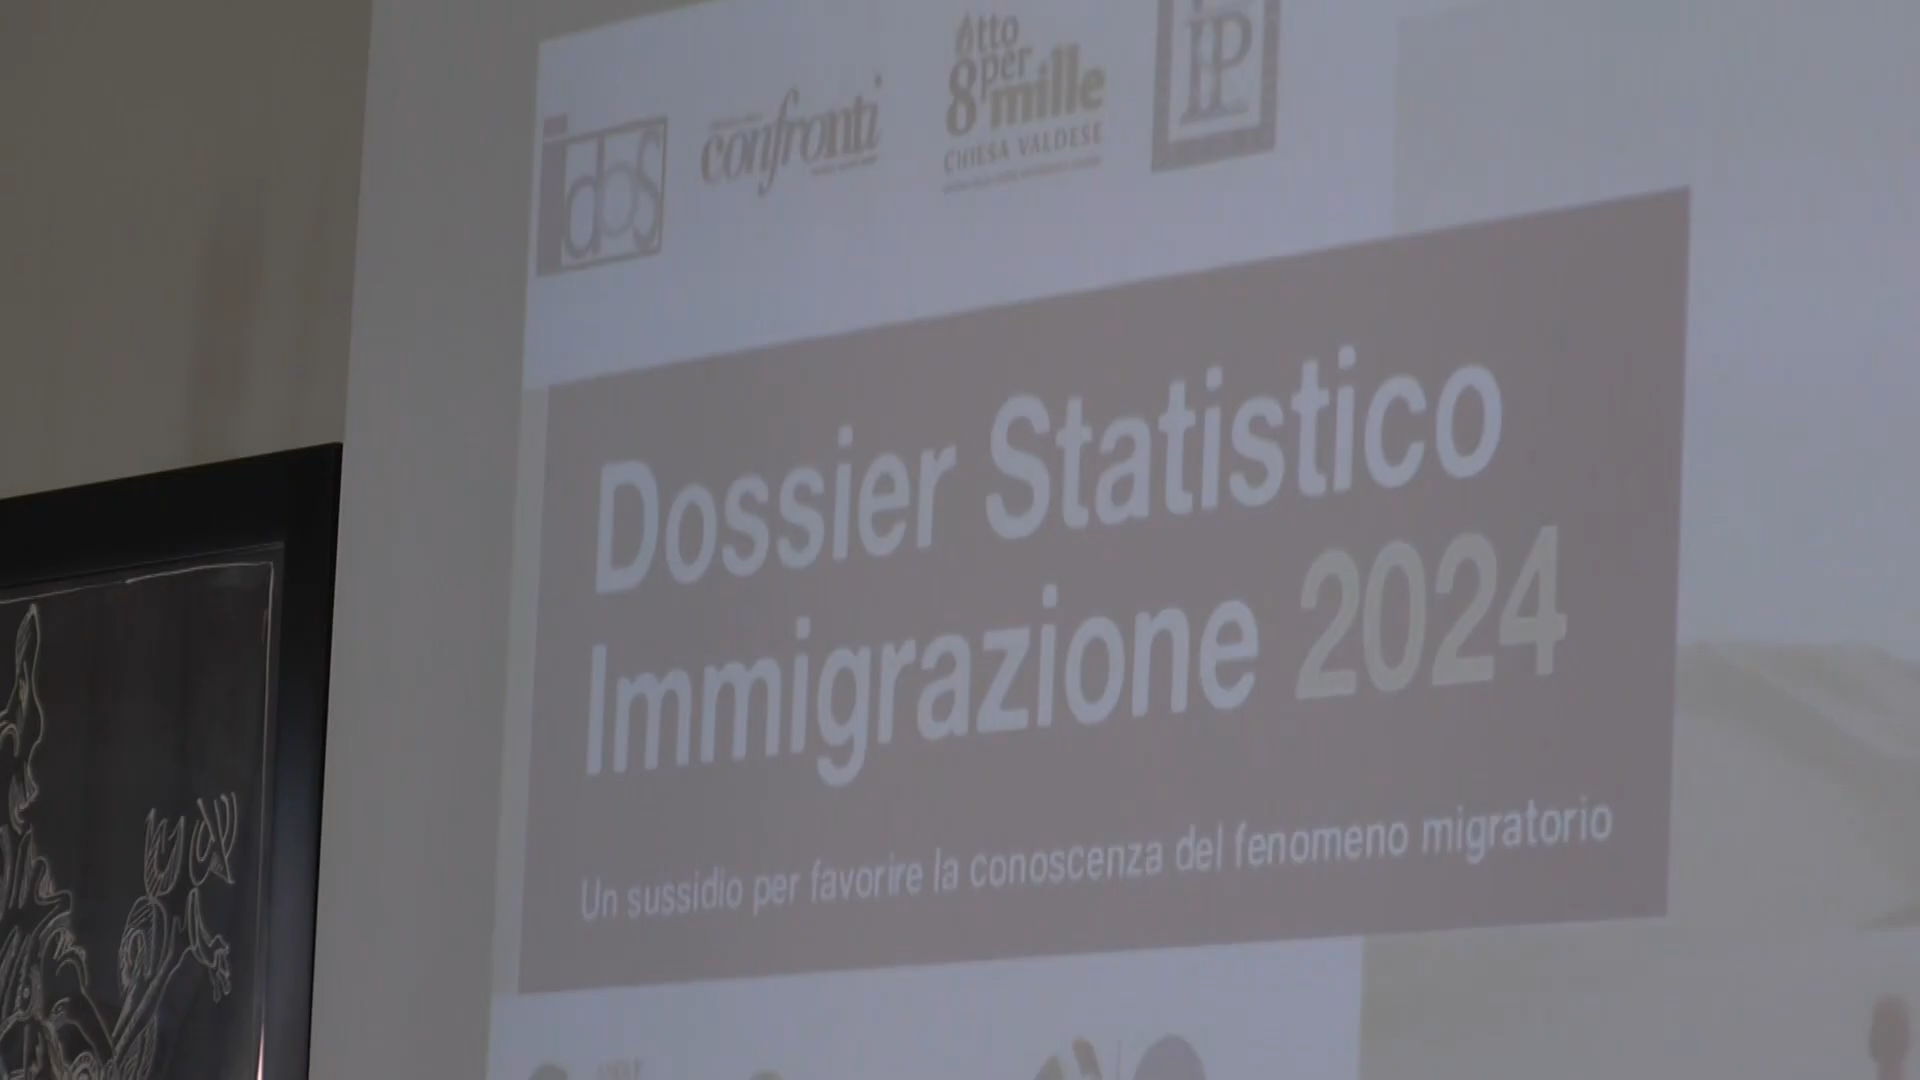 idos
confronti
otto
8 per
mille
CHIESA VALDESE
IP
Dossier Statistico
Immigrazione 2024
Un sussidio per favorire la conoscenza del fenomeno migratorio